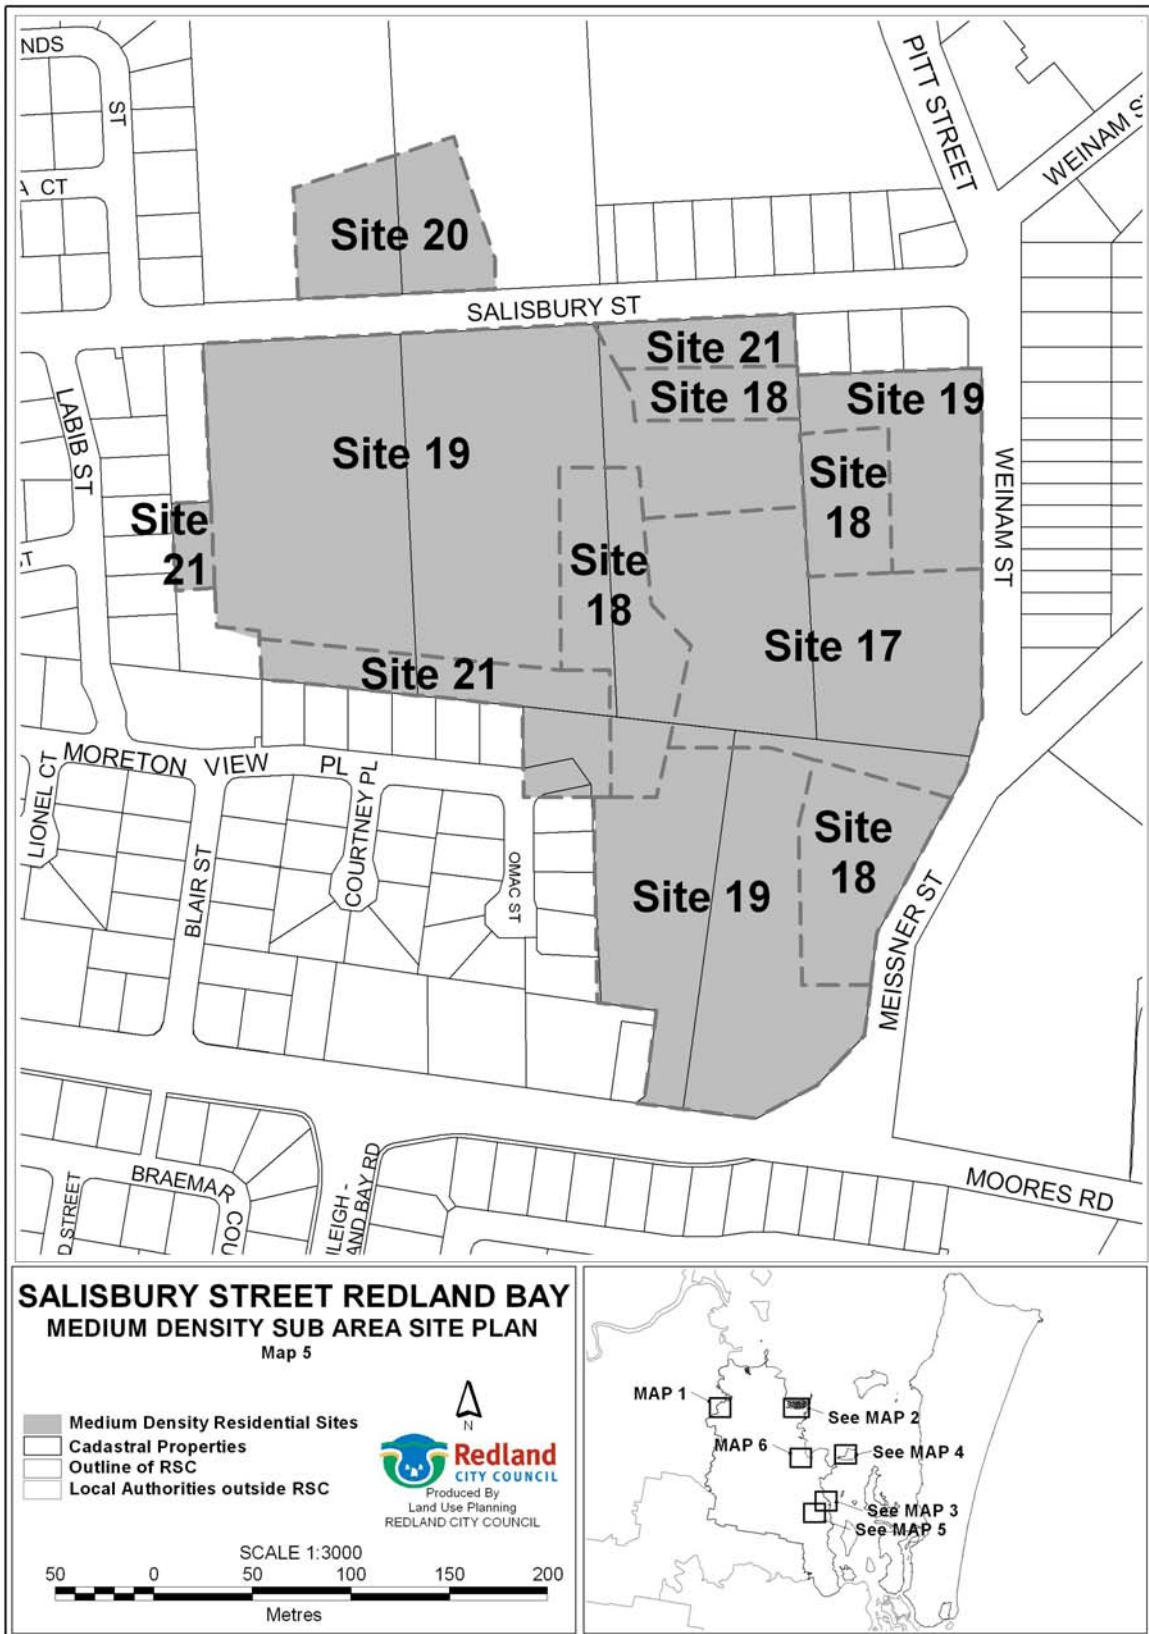 NDS
ST
PITT STREET
WEINAM S
A CT
Site 20
SALISBURY ST
Site 21
Site 18
Site 19
LABIB ST
Site 19
WEINAM ST
Site
18
Site
21
Site
18
Site 17
Site 21
MORETON VIEW PL
LIONEL CT
COURTNEY PL
BLAIR ST
OMAC ST
Site
18
Site 19
MEISSNER ST
MOORES RD
BRAEMAR COU
D STREET
ILEIGH -
AND BAY RD
SALISBURY STREET REDLAND BAY
MEDIUM DENSITY SUB AREA SITE PLAN
Map 5
Medium Density Residential Sites
Cadastral Properties
Outline of RSC
Local Authorities outside RSC
N
Redland
CITY COUNCIL
Produced By
Land Use Planning
REDLAND CITY COUNCIL
SCALE 1:3000
50 0 50 100 150 200
Metres
MAP 1
See MAP 2
MAP 6
See MAP 4
See MAP 3
See MAP 5